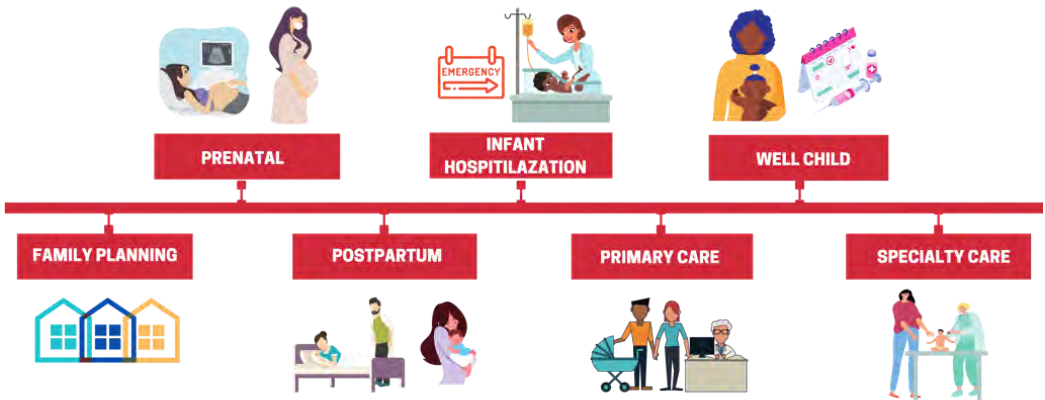 EMERGENCY
PRENATAL
INFANT
HOSPITILAZATION
WELL CHILD
FAMILY PLANNING
POSTPARTUM
PRIMARY CARE
SPECIALTY CARE